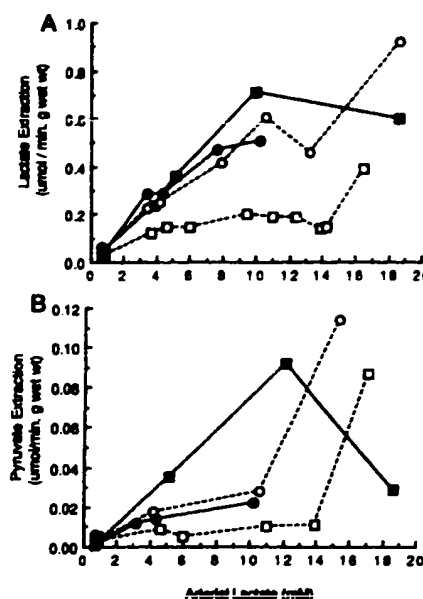 A
Lactate Extraction
(umol / min. g wet wt)
1.0
0.8
0.6
0.4
0.2
0.0
0 2 4 6 8 10 12 14 16 18 20
B
Pyruvate Extraction
(umol/min. g wet wt)
0.12
0.10
0.08
0.06
0.04
0.02
0.00
0 2 4 6 8 10 12 14 16 18 20
Arterial Lactate (mM)